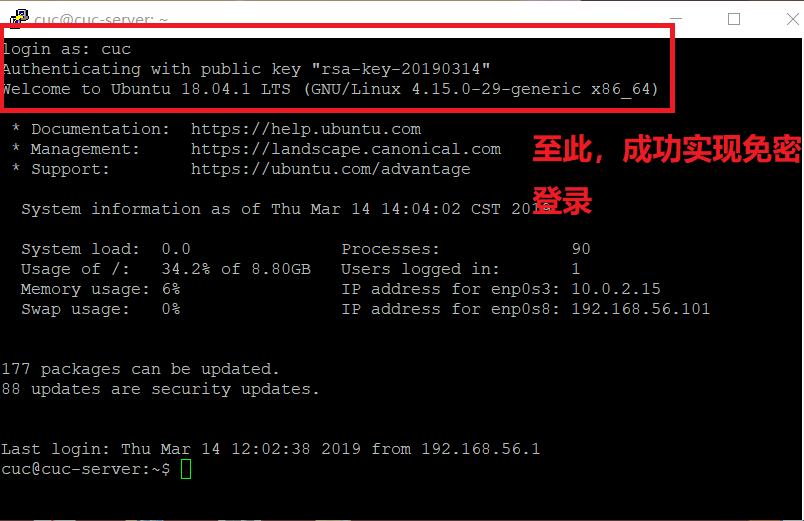 cuc@cuc-server: ~
login as: cuc
Authenticating with public key "rsa-key-20190314"
Welcome to Ubuntu 18.04.1 LTS (GNU/Linux 4.15.0-29-generic x86_64)
* Documentation: https://help.ubuntu.com
* Management: https://landscape.canonical.com
* Support: https://ubuntu.com/advantage
至此，成功实现免密
登录
System information as of Thu Mar 14 14:04:02 CST 2019
System load: 0.0 Processes: 90
Usage of /: 34.2% of 8.80GB Users logged in: 1
Memory usage: 6% IP address for enp0s3: 10.0.2.15
Swap usage: 0% IP address for enp0s8: 192.168.56.101
177 packages can be updated.
88 updates are security updates.
Last login: Thu Mar 14 12:02:38 2019 from 192.168.56.1
cuc@cuc-server:~$